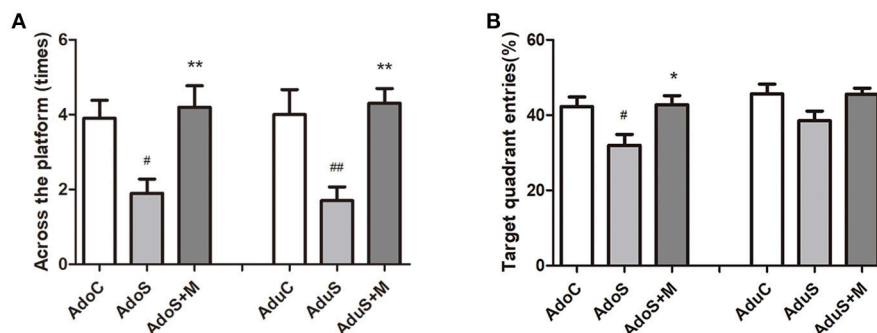 A
Across the platform (times)
6
4
2
0
#
**
##
**
AdoC
AdoS
AdoS+M
AduC
AduS
AduS+M
B
Target quadrant entries(%)
60
40
20
0
#
*
AdoC
AdoS
AdoS+M
AduC
AduS
AduS+M